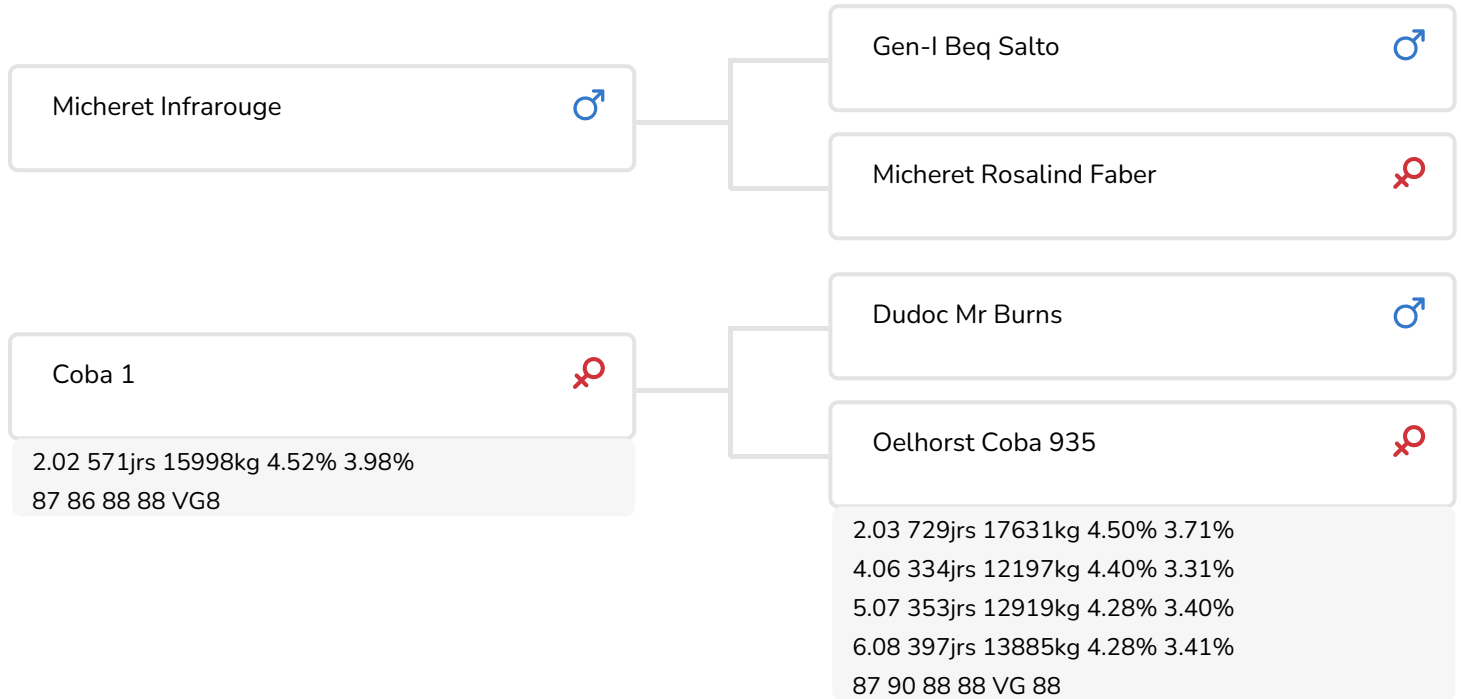 Gen-I Beq Salto
Micheret Infrarouge
Micheret Rosalind Faber
Dudoc Mr Burns
Coba 1
2.02 571jrs 15998kg 4.52% 3.98%
87 86 88 88 VG8
Oelhorst Coba 935
2.03 729jrs 17631kg 4.50% 3.71%
4.06 334jrs 12197kg 4.40% 3.31%
5.07 353jrs 12919kg 4.28% 3.40%
6.08 397jrs 13885kg 4.28% 3.41%
87 90 88 88 VG 88